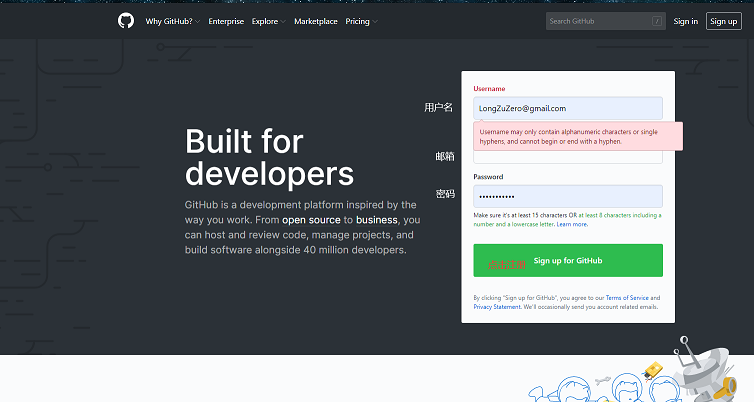 Why GitHub? Enterprise Explore Marketplace Pricing Search GitHub / Sign in Sign up
Built for
developers
GitHub is a development platform inspired by the
way you work. From open source to business, you
can host and review code, manage projects, and
build software alongside 40 million developers.
Username
用户名 LongZuZero@gmail.com
Username may only contain alphanumeric characters or single
hyphens, and cannot begin or end with a hyphen.
邮箱
Password
密码
Make sure it's at least 15 characters OR at least 8 characters including a
number and a lowercase letter. Learn more.
Sign up for GitHub
By clicking "Sign up for GitHub", you agree to our Terms of Service and
Privacy Statement. We'll occasionally send you account related emails.